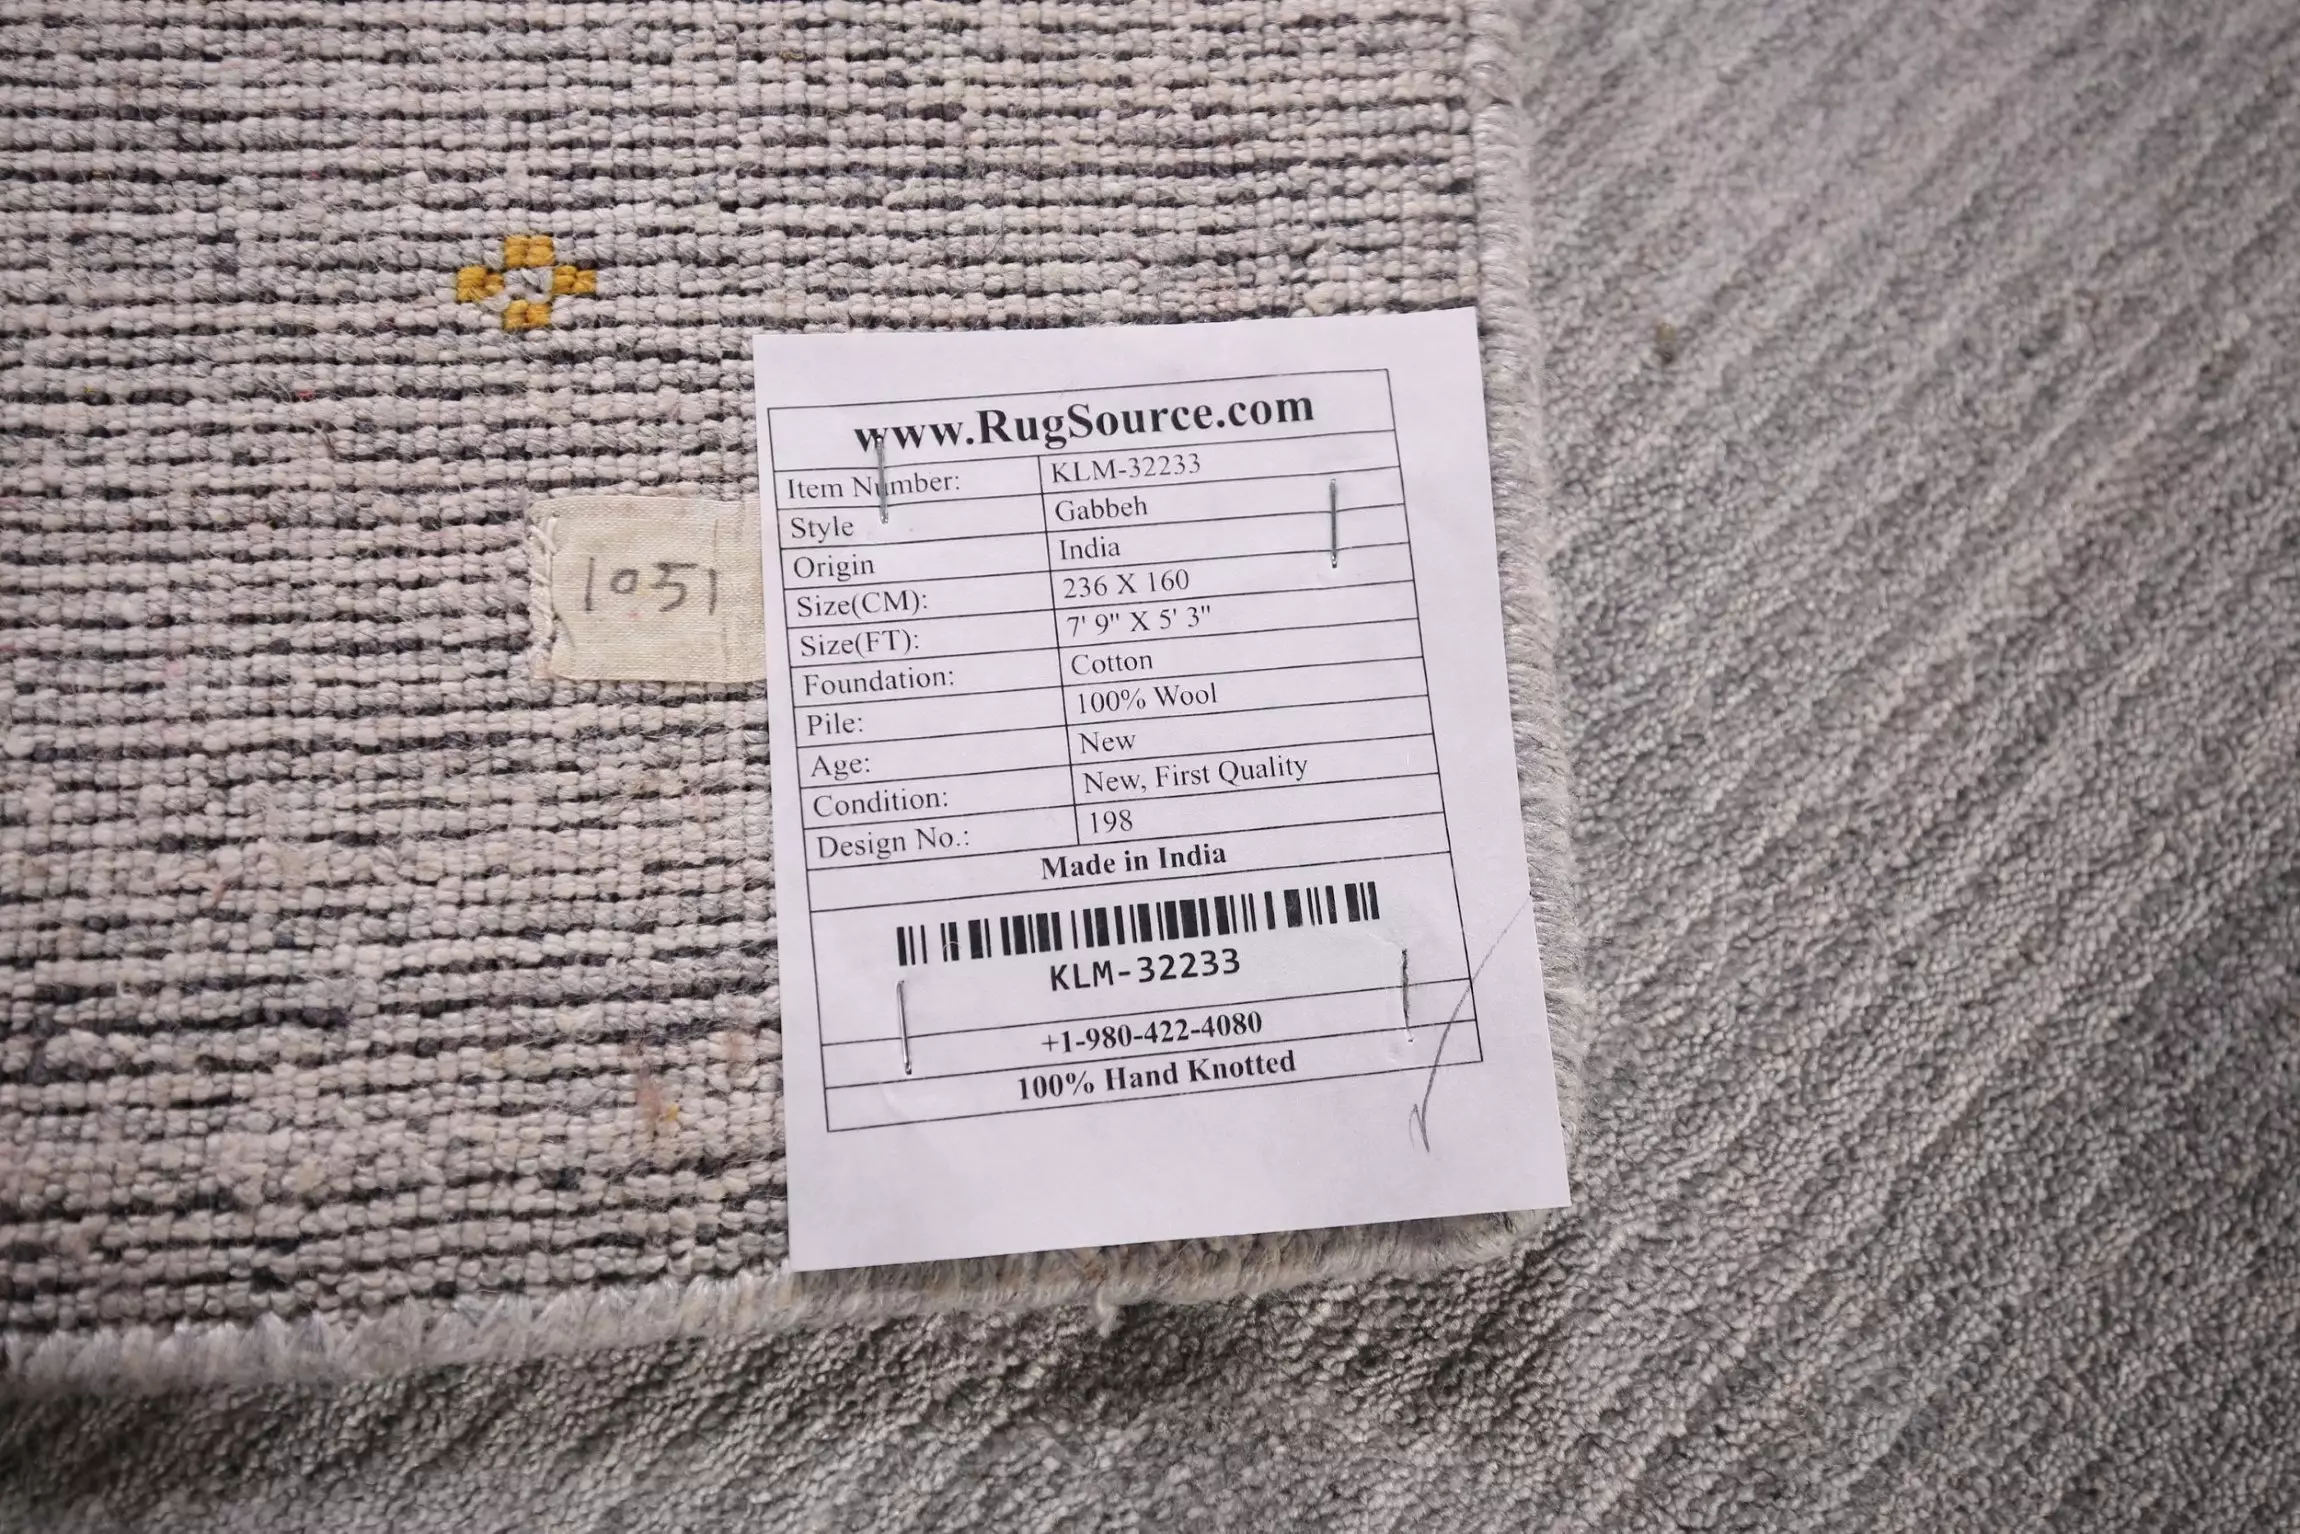 www.RugSource.com
Item Number: KLM-32233
Style Gabbeh
Origin India
Size(CM): 236 X 160
Size(FT): 7' 9" X 5' 3"
Foundation: Cotton
Pile: 100% Wool
Age: New
Condition: New, First Quality
Design No.: 198
Made in India
KLM-32233
+1-980-422-4080
100% Hand Knotted
1051